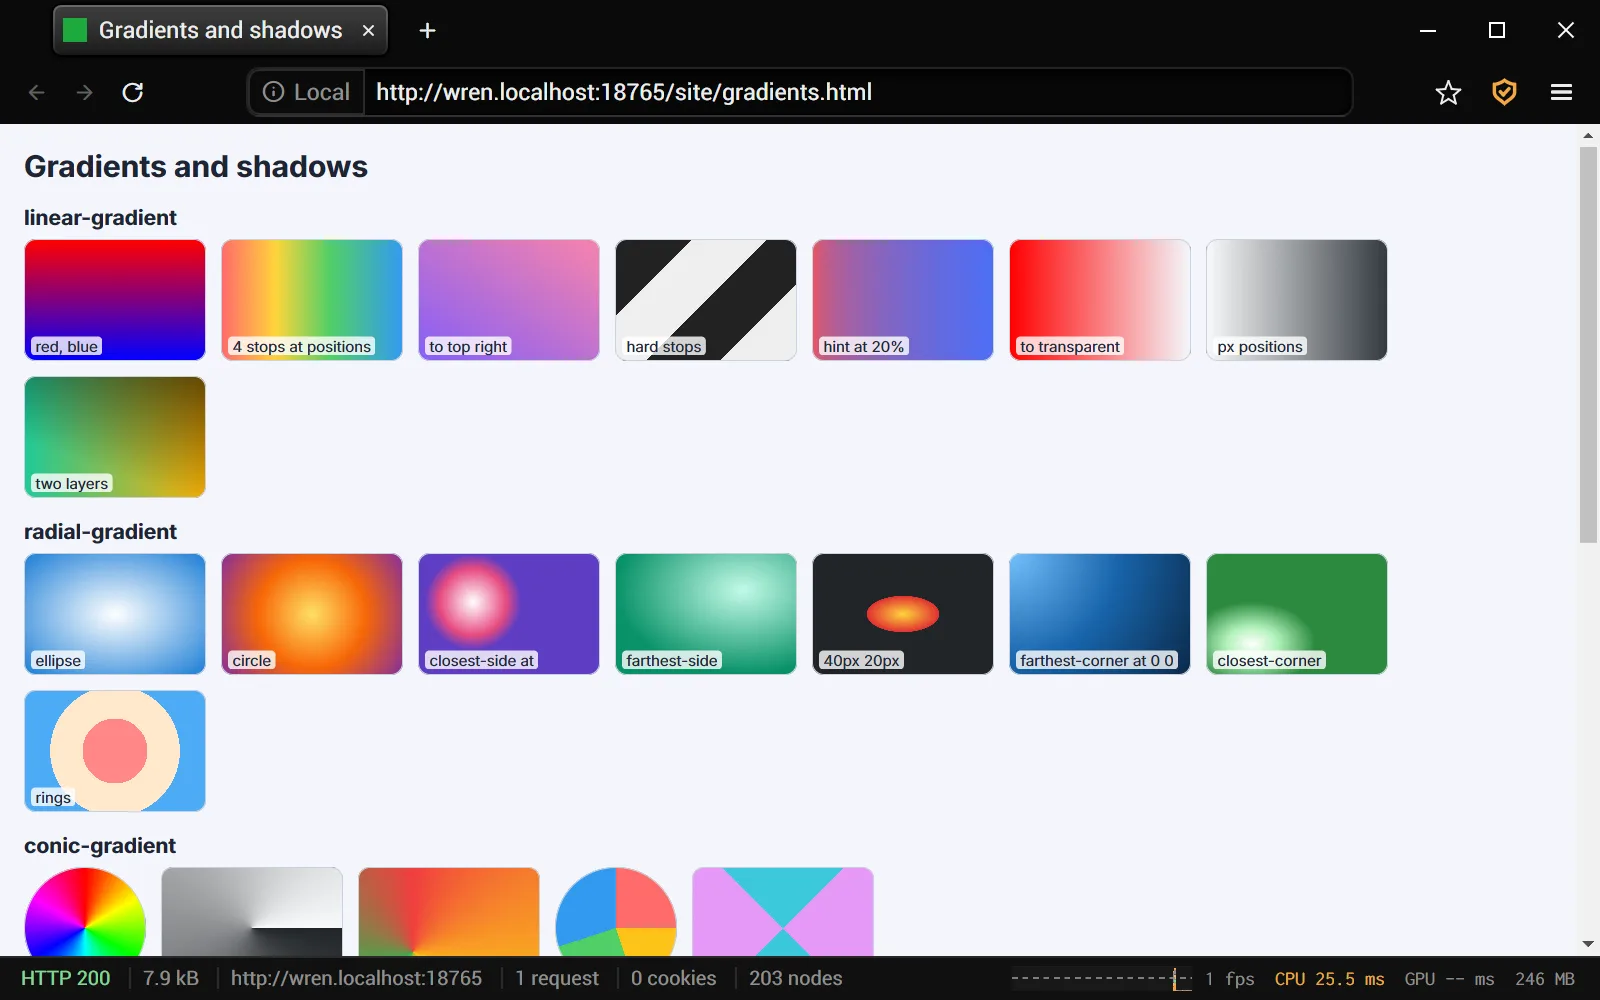 Gradients and shadows
Local
http://wren.localhost:18765/site/gradients.html
Gradients and shadows
linear-gradient
red, blue
4 stops at positions
to top right
hard stops
hint at 20%
to transparent
px positions
two layers
radial-gradient
ellipse
circle
closest-side at
farthest-side
40px 20px
farthest-corner at 0 0
closest-corner
rings
conic-gradient
HTTP 200
7.9 kB
http://wren.localhost:18765
1 request
0 cookies
203 nodes
1 fps
CPU 25.5 ms
GPU -- ms
246 MB